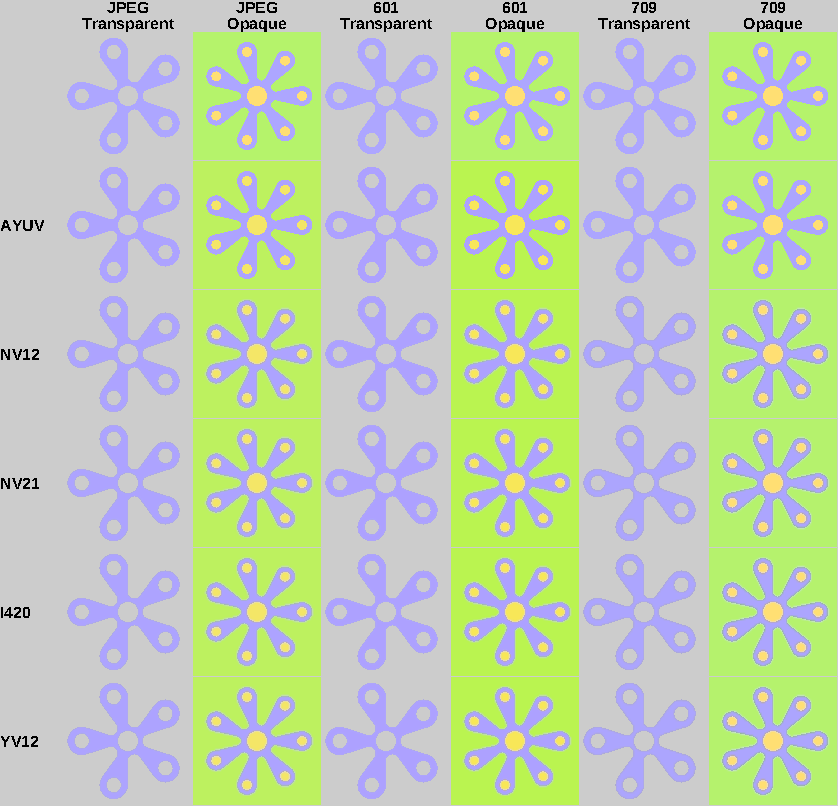 JPEG Transparent
JPEG Opaque
601 Transparent
601 Opaque
709 Transparent
709 Opaque
AYUV
NV12
NV21
I420
YV12